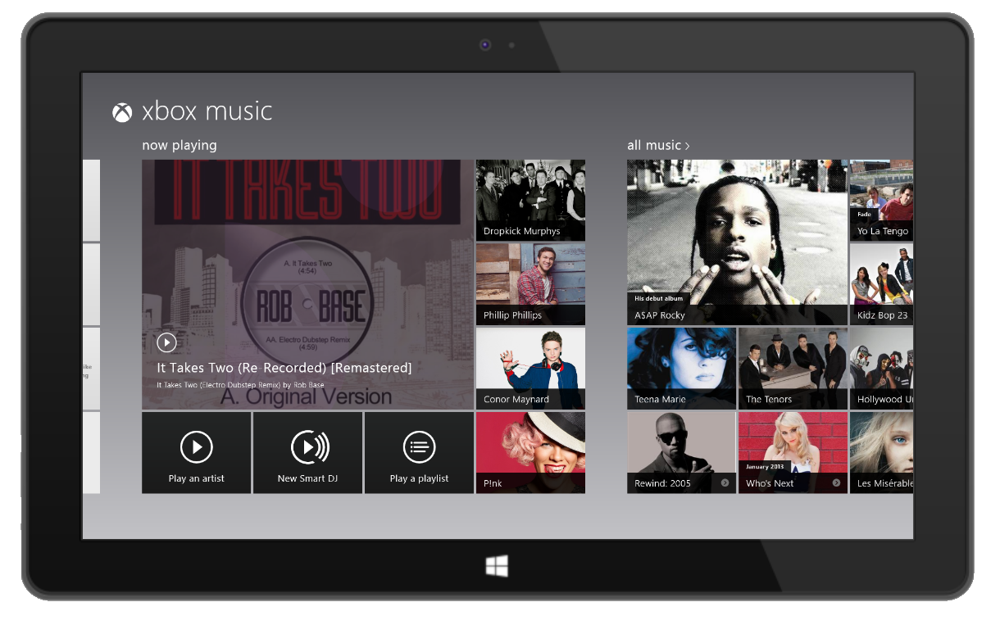 xbox music
now playing
all music >
IT TAKES TWO
A. It Takes Two
(4:54)
ROB BASE
AA. Electro Dubstep Remix
(4:59)
It Takes Two (Re-Recorded) [Remastered]
It Takes Two (Electro Dubstep Remix) by Rob Base
A. Original Version
Play an artist
New Smart DJ
Play a playlist
Dropkick Murphys
Phillip Phillips
Conor Maynard
P!nk
His debut album
A$AP Rocky
Fade
Yo La Tengo
Kidz Bop 23
Teena Marie
The Tenors
Hollywood U
Rewind: 2005
January 2013
Who's Next
Les Misérable